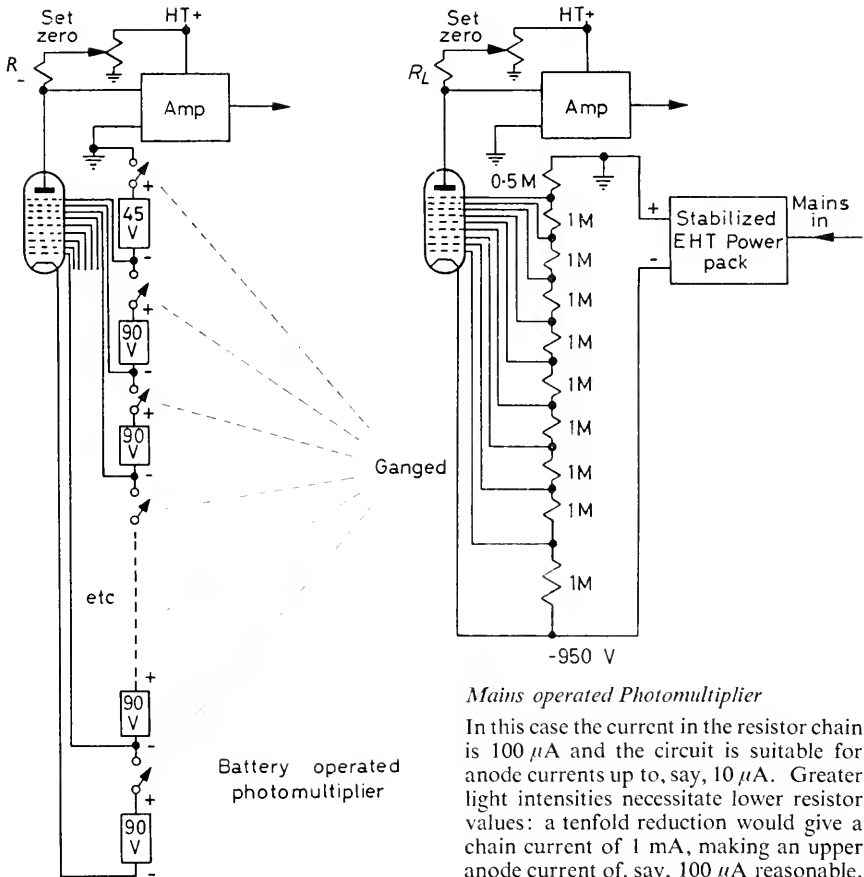 Set
zero
HT+
R
Amp
+
45
V
-
+
90
V
-
+
90
V
-
etc
+
90
V
-
+
90
V
-
Ganged
Battery operated
photomultiplier
Set
zero
HT+
RL
Amp
0·5M
1M
1M
1M
1M
1M
1M
1M
1M
1M
+
-
Stabilized
EHT Power
pack
Mains
in
-950 V
Mains operated Photomultiplier
In this case the current in the resistor chain
is 100 μA and the circuit is suitable for
anode currents up to, say, 10 μA. Greater
light intensities necessitate lower resistor
values: a tenfold reduction would give a
chain current of 1 mA, making an upper
anode current of, say, 100 μA reasonable.